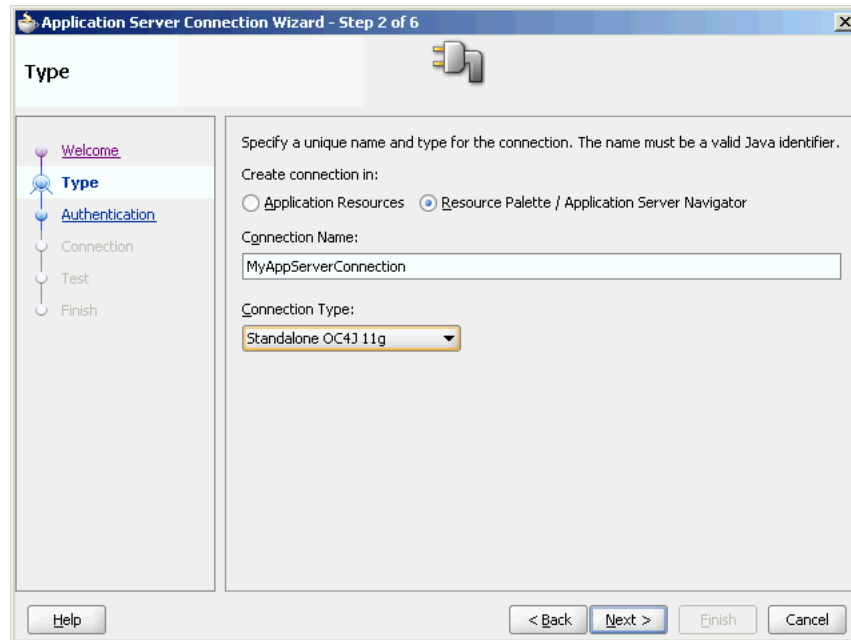 Application Server Connection Wizard - Step 2 of 6
Type
Welcome
Type
Authentication
Connection
Test
Finish
Specify a unique name and type for the connection. The name must be a valid Java identifier.
Create connection in:
Application Resources
Resource Palette / Application Server Navigator
Connection Name:
MyAppServerConnection
Connection Type:
Standalone OC4J 11g
Help
< Back
Next >
Finish
Cancel